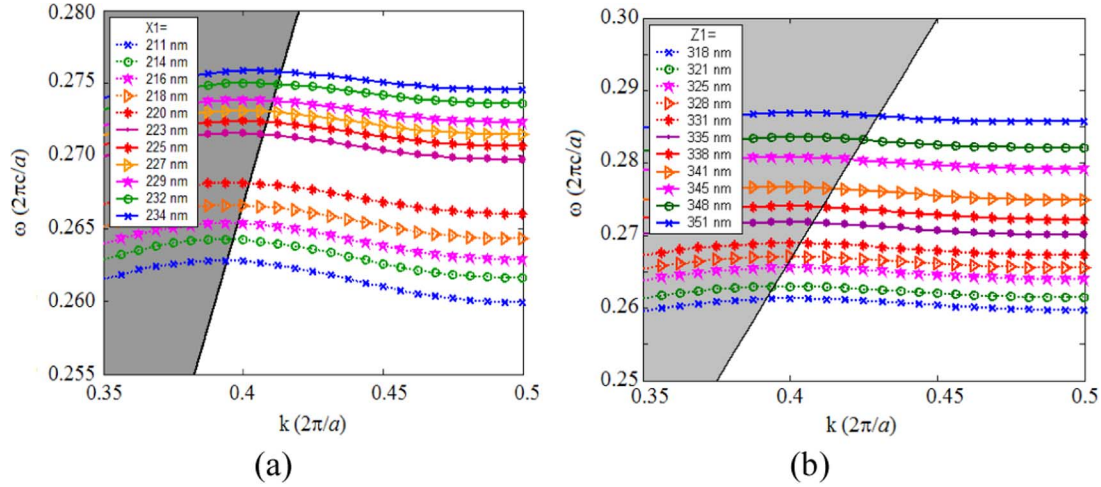 0.280
0.275
0.270
0.265
0.260
0.255
ω (2πc/a)
X1=
211 nm
214 nm
216 nm
218 nm
220 nm
223 nm
225 nm
227 nm
229 nm
232 nm
234 nm
0.35 0.4 0.45 0.5
k (2π/a)
(a)
0.30
0.29
0.28
0.27
0.26
0.25
ω (2πc/a)
Z1=
318 nm
321 nm
325 nm
328 nm
331 nm
335 nm
338 nm
341 nm
345 nm
348 nm
351 nm
0.35 0.4 0.45 0.5
k (2π/a)
(b)